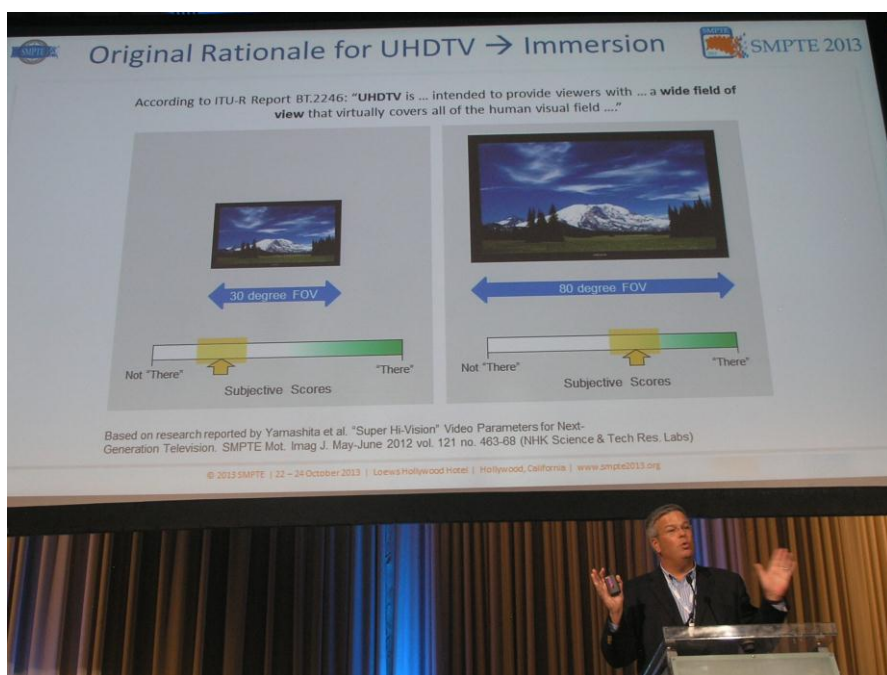 SMPTE
Original Rationale for UHDTV → Immersion
SMPTE
SMPTE 2013
According to ITU-R Report BT.2246: “UHDTV is ... intended to provide viewers with ... a wide field of
view that virtually covers all of the human visual field ....”
30 degree FOV
Not "There"
"There"
Subjective Scores
80 degree FOV
Not "There"
"There"
Subjective Scores
Based on research reported by Yamashita et al. “Super Hi-Vision” Video Parameters for Next-
Generation Television. SMPTE Mot. Imag J. May-June 2012 vol. 121 no. 463-68 (NHK Science & Tech Res. Labs)
© 2013 SMPTE | 22 – 24 October 2013 | Loews Hollywood Hotel | Hollywood, California | www.smpte2013.org